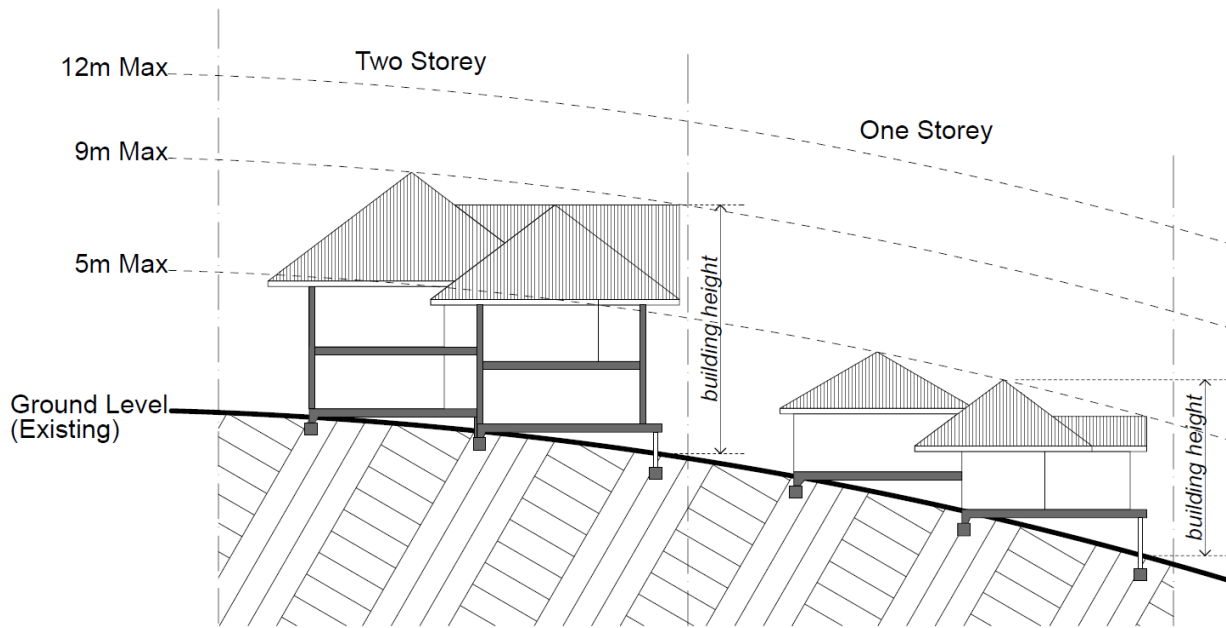 Two Storey
12m Max
One Storey
9m Max
5m Max
building height
Ground Level
(Existing)
building height